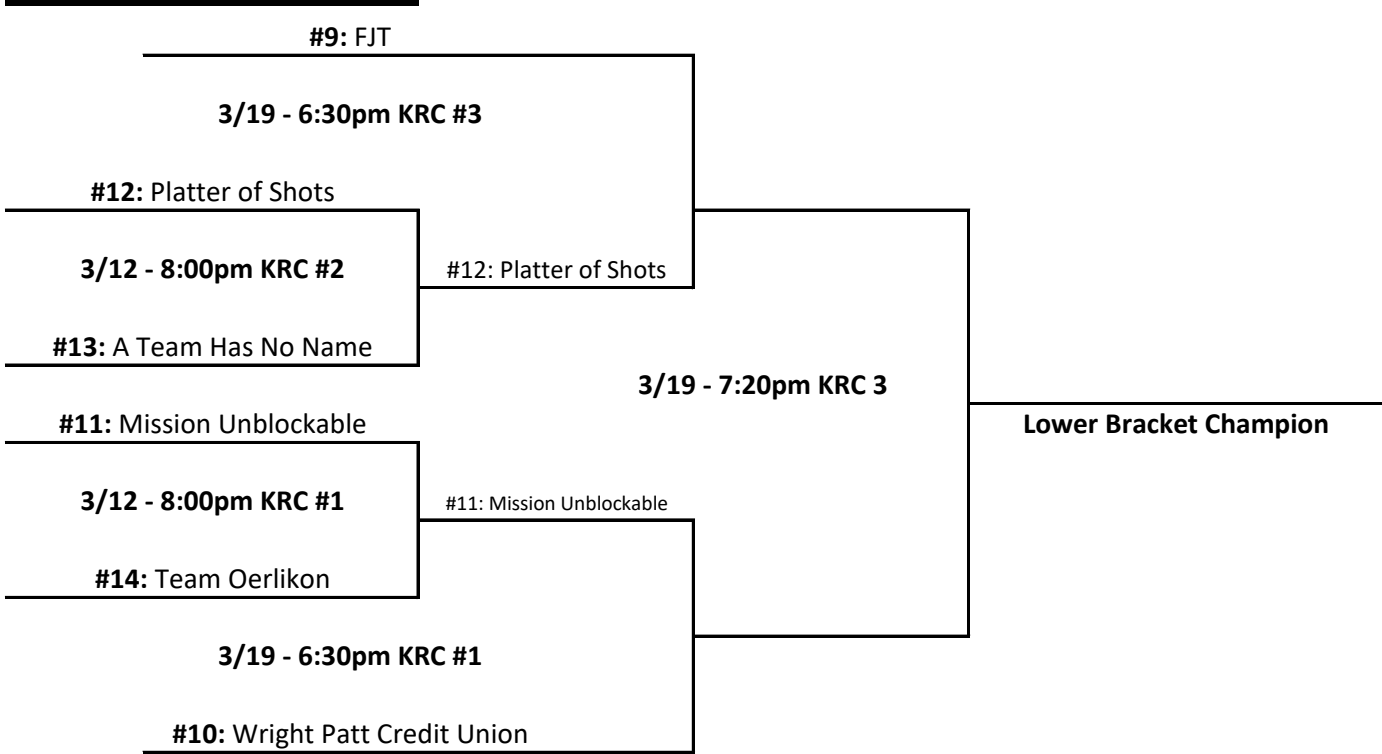 #9: FJT
3/19 - 6:30pm KRC #3
#12: Platter of Shots
3/12 - 8:00pm KRC #2
#12: Platter of Shots
#13: A Team Has No Name
3/19 - 7:20pm KRC 3
#11: Mission Unblockable
Lower Bracket Champion
3/12 - 8:00pm KRC #1
#11: Mission Unblockable
#14: Team Oerlikon
3/19 - 6:30pm KRC #1
#10: Wright Patt Credit Union